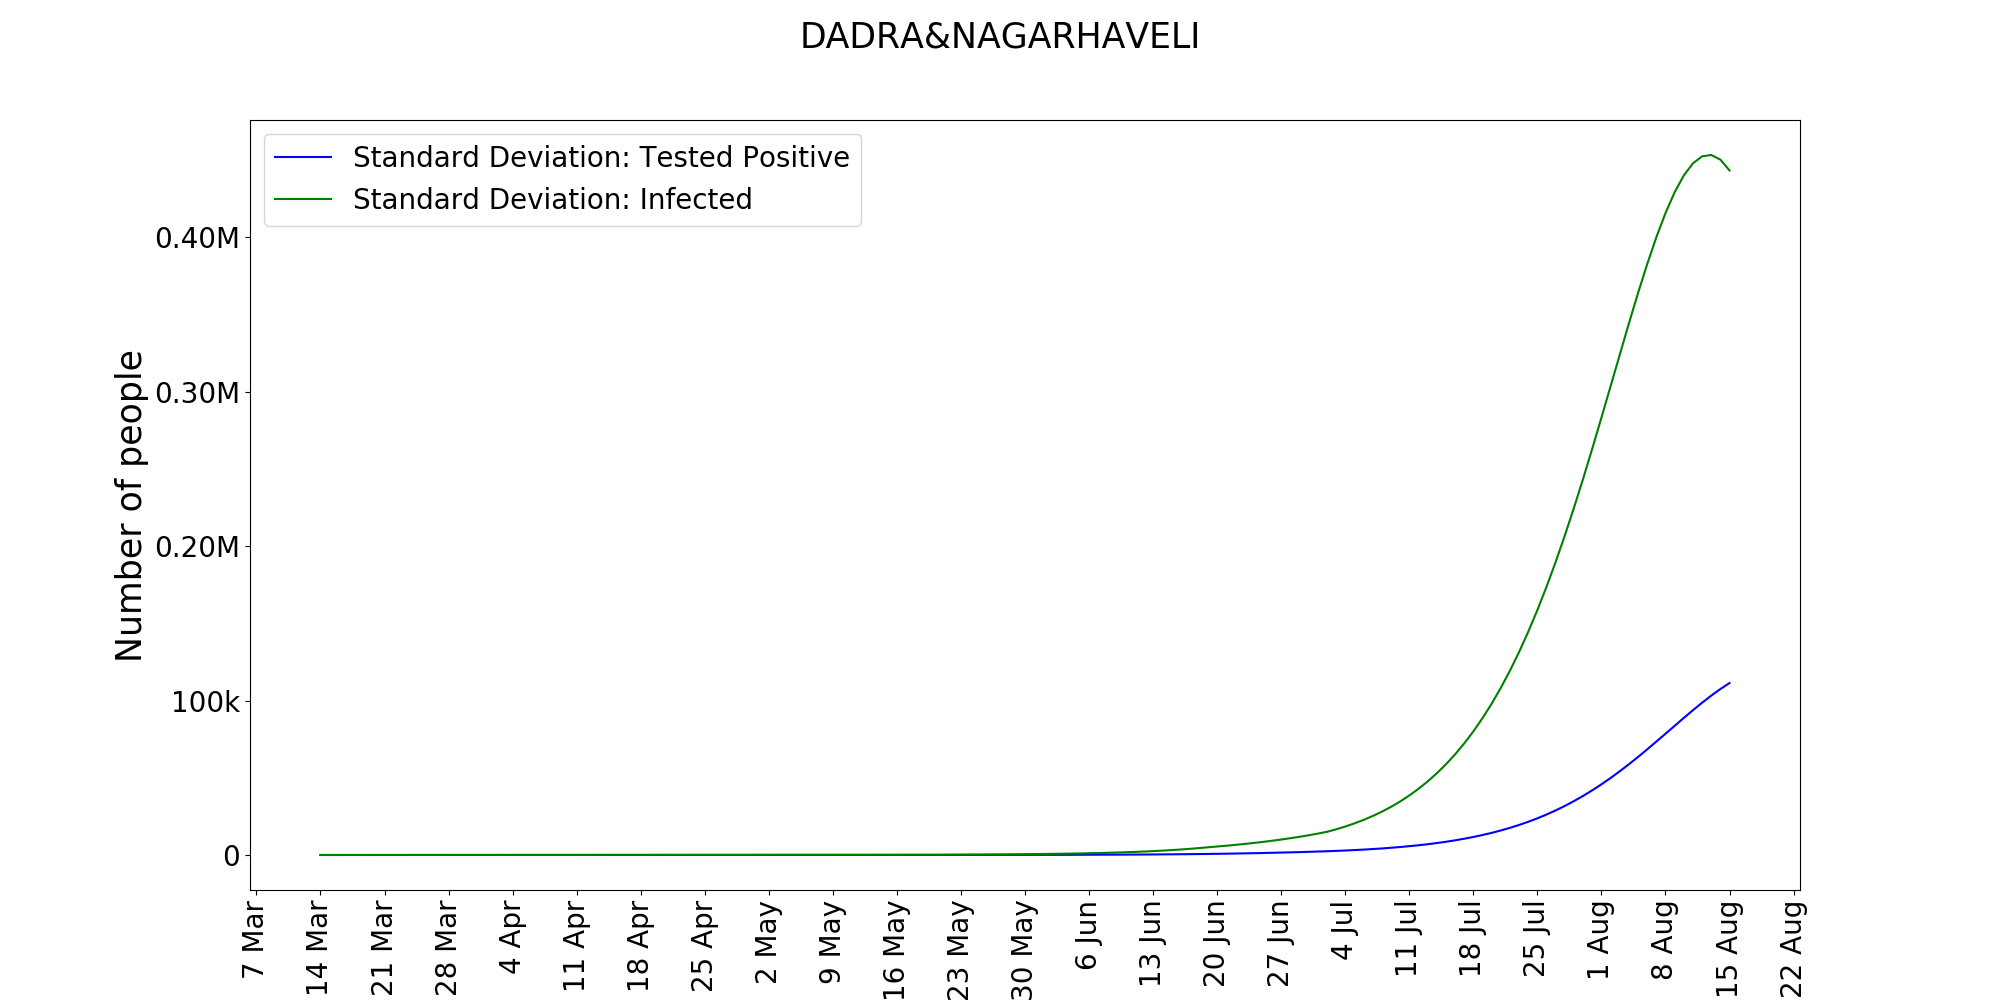 DADRA&NAGARHAVELI
Standard Deviation: Tested Positive
Standard Deviation: Infected
Number of people
0.40M
0.30M
0.20M
100k
0
7 Mar
14 Mar
21 Mar
28 Mar
4 Apr
11 Apr
18 Apr
25 Apr
2 May
9 May
16 May
23 May
30 May
6 Jun
13 Jun
20 Jun
27 Jun
4 Jul
11 Jul
18 Jul
25 Jul
1 Aug
8 Aug
15 Aug
22 Aug